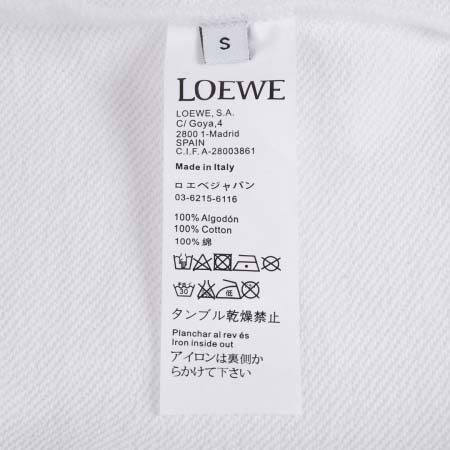 S
LOEWE
LOEWE, S.A.
C/ Goya,4
2800 1-Madrid
SPAIN
C.I.F. A-28003861
Made in Italy
ロエベジャパン
03-6215-6116
100% Algodón
100% Cotton
100% 綿
30 低
タンブル乾燥禁止
Planchar al rev és
Iron inside out
アイロンは裏側か
らかけて下さい